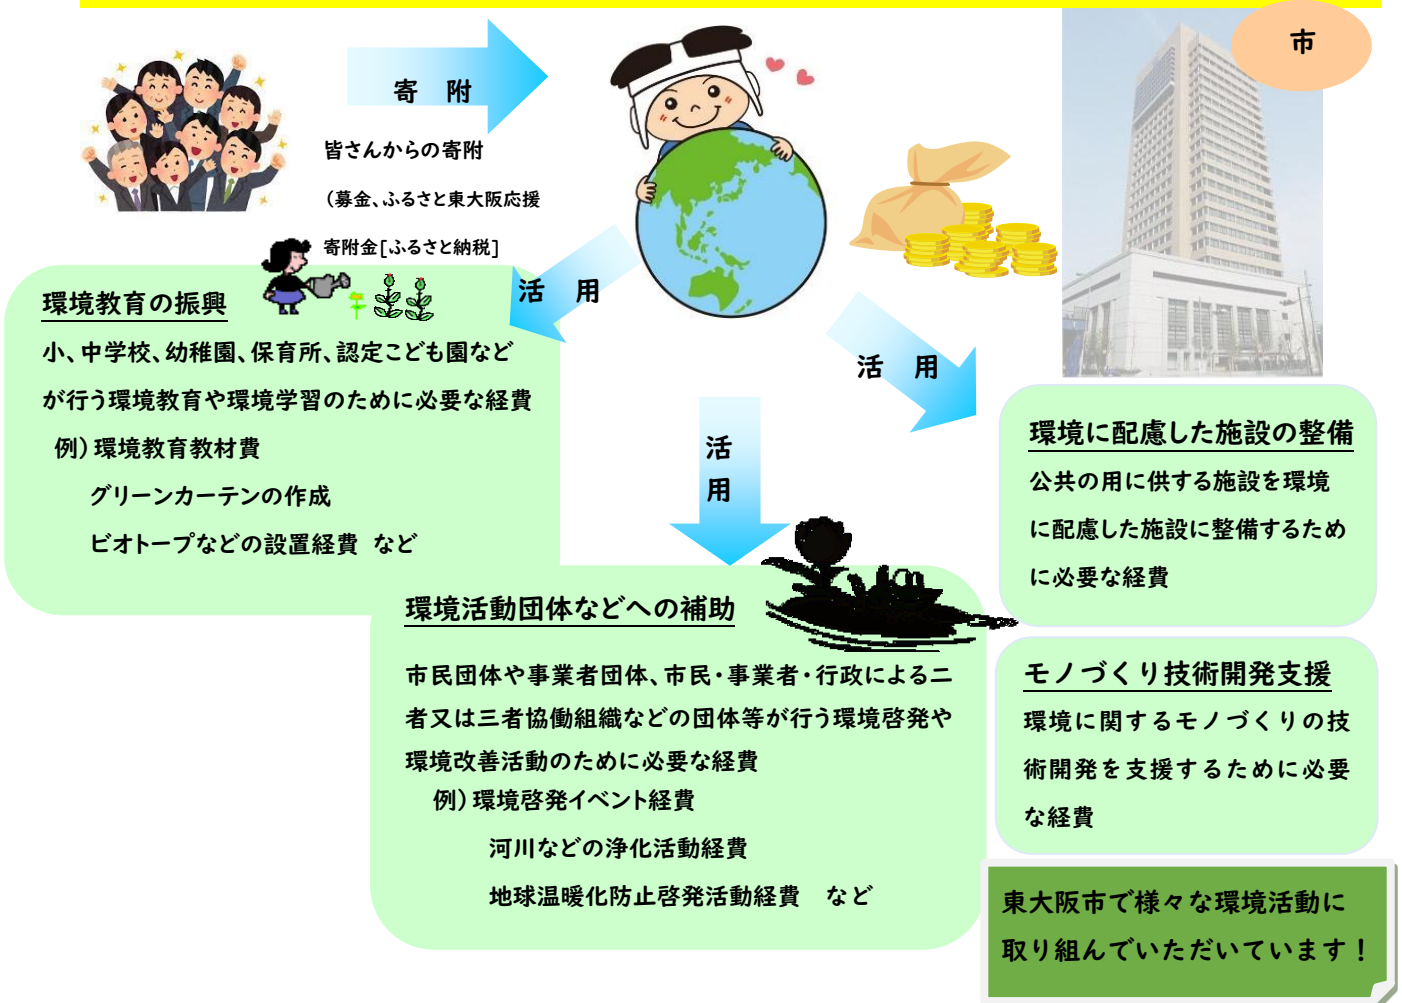 市
寄 附
皆さんからの寄附
(募金、ふるさと東大阪応援
寄附金[ふるさと納税]
活 用
活 用
活
用
環境教育の振興
小、中学校、幼稚園、保育所、認定こども園など
が行う環境教育や環境学習のために必要な経費
例)環境教育教材費
グリーンカーテンの作成
ビオトープなどの設置経費 など
環境活動団体などへの補助
市民団体や事業者団体、市民・事業者・行政による二
者又は三者協働組織などの団体等が行う環境啓発や
環境改善活動のために必要な経費
例)環境啓発イベント経費
河川などの浄化活動経費
地球温暖化防止啓発活動経費 など
環境に配慮した施設の整備
公共の用に供する施設を環境
に配慮した施設に整備するため
に必要な経費
モノづくり技術開発支援
環境に関するモノづくりの技
術開発を支援するために必要
な経費
東大阪市で様々な環境活動に
取り組んでいただいています!